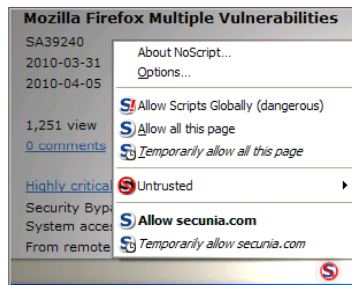 Mozilla Firefox Multiple Vulnerabilities
SA39240
2010-03-31
2010-04-05
1,251 view
0 comments
Highly critical
Security Byp
System acce
From remote
About NoScript...
Options...
Allow Scripts Globally (dangerous)
Allow all this page
Temporarily allow all this page
Untrusted
Allow secunia.com
Temporarily allow secunia.com